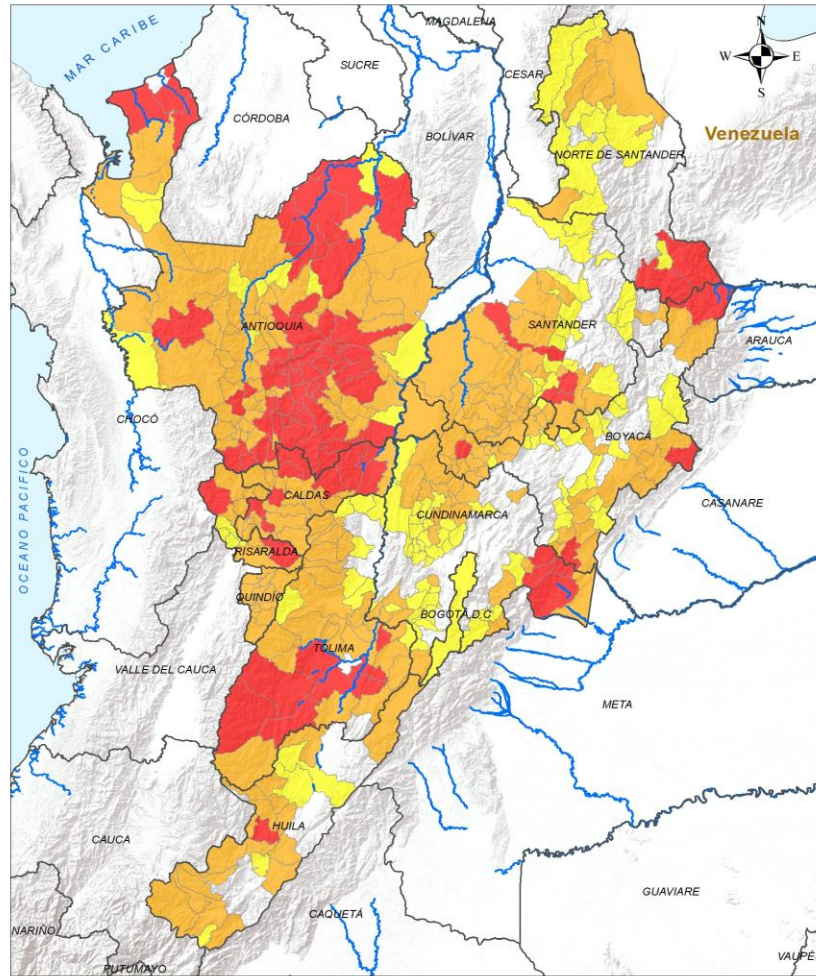 MAR CARIBE
MAGDALENA
N
W E
S
SUCRE
CESAR
CÓRDOBA
BOLÍVAR
Venezuela
NORTE DE SANTANDER
ANTIOQUIA
SANTANDER
ARAUCA
CHOCÓ
BOYACA
OCEANO PACIFICO
CALDAS
CUNDINAMARCA
CASANARE
RISARALDA
QUINDÍO
BOGOTÁ D.C
TOLIMA
VALLE DEL CAUCA
META
HUILA
CAUCA
GUAVIARE
CAQUETÁ
NARIÑO
PUTUMAYO
VAUPÉ